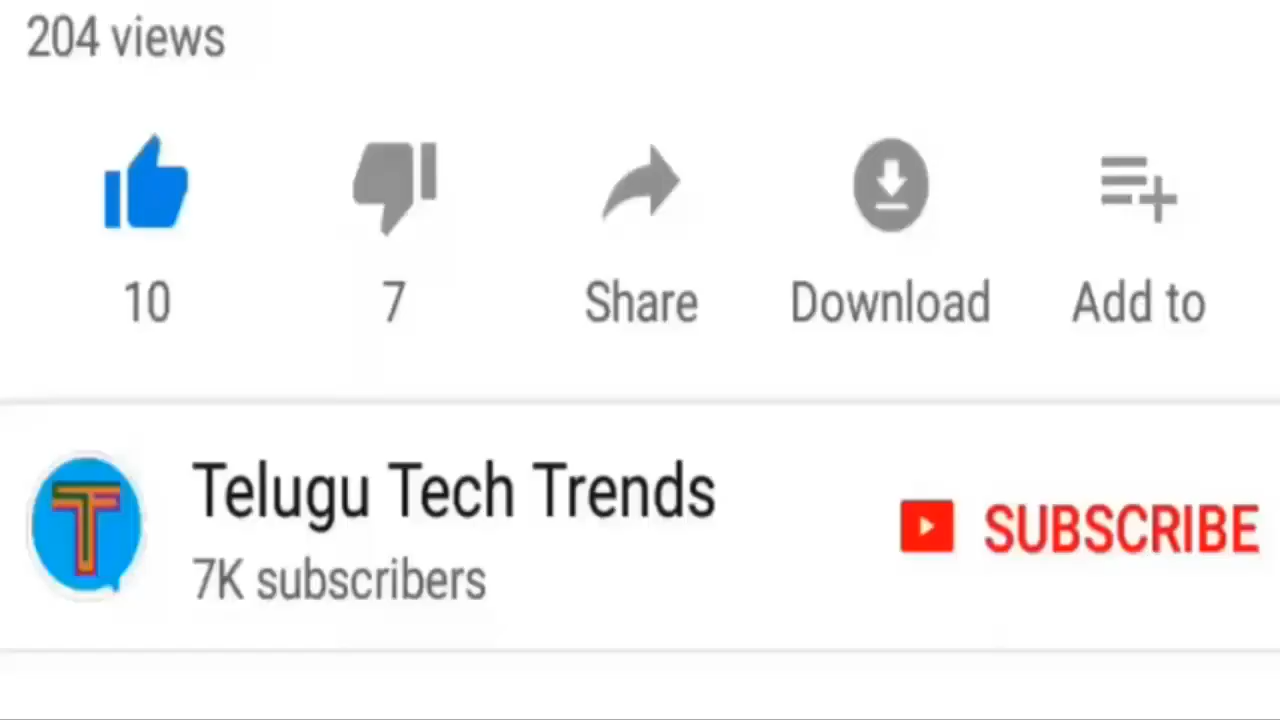 204 views
10 7 Share Download Add to
Telugu Tech Trends
SUBSCRIBE
7K subscribers